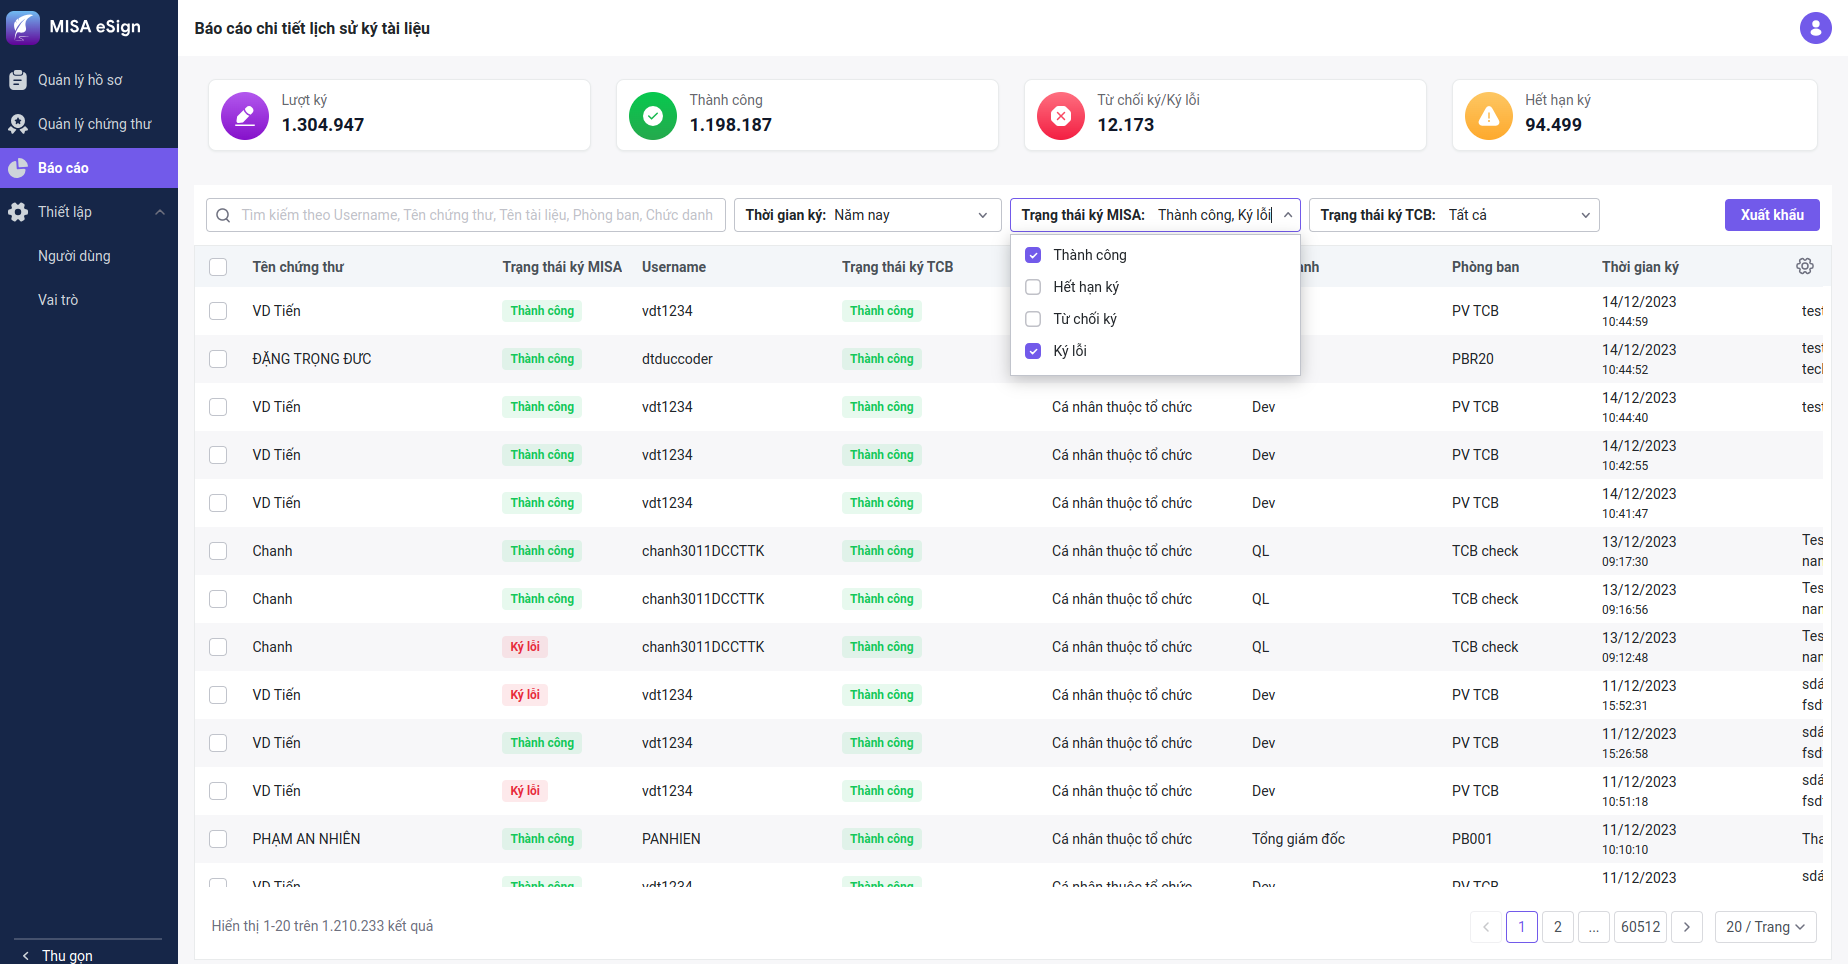 MISA eSign
Quản lý hồ sơ
Quản lý chứng thư
Báo cáo
Thiết lập
Người dùng
Vai trò
Thu gọn
Báo cáo chi tiết lịch sử ký tài liệu
Lượt ký
1.304.947
Thành công
1.198.187
Từ chối ký/Ký lỗi
12.173
Hết hạn ký
94.499
Tìm kiếm theo Username, Tên chứng thư, Tên tài liệu, Phòng ban, Chức danh
Thời gian ký: Năm nay
Trạng thái ký MISA: Thành công, Ký lỗi
Trạng thái ký TCB: Tất cả
Xuất khẩu
Thành công
Hết hạn ký
Từ chối ký
Ký lỗi
Tên chứng thư Trạng thái ký MISA Username Trạng thái ký TCB nh Phòng ban Thời gian ký
VD Tiến Thành công vdt1234 Thành công PV TCB 14/12/2023 10:44:59 test
ĐẶNG TRỌNG ĐƯC Thành công dtduccoder Thành công PBR20 14/12/2023 10:44:52 test tecl
VD Tiến Thành công vdt1234 Thành công Cá nhân thuộc tổ chức Dev PV TCB 14/12/2023 10:44:40 test
VD Tiến Thành công vdt1234 Thành công Cá nhân thuộc tổ chức Dev PV TCB 14/12/2023 10:42:55
VD Tiến Thành công vdt1234 Thành công Cá nhân thuộc tổ chức Dev PV TCB 14/12/2023 10:41:47
Chanh Thành công chanh3011DCCTTK Thành công Cá nhân thuộc tổ chức QL TCB check 13/12/2023 09:17:30 Tes nan
Chanh Thành công chanh3011DCCTTK Thành công Cá nhân thuộc tổ chức QL TCB check 13/12/2023 09:16:56 Tes nan
Chanh Ký lỗi chanh3011DCCTTK Thành công Cá nhân thuộc tổ chức QL TCB check 13/12/2023 09:12:48 Tes nan
VD Tiến Ký lỗi vdt1234 Thành công Cá nhân thuộc tổ chức Dev PV TCB 11/12/2023 15:52:31 sdá fsd
VD Tiến Thành công vdt1234 Thành công Cá nhân thuộc tổ chức Dev PV TCB 11/12/2023 15:26:58 sdá fsd
VD Tiến Ký lỗi vdt1234 Thành công Cá nhân thuộc tổ chức Dev PV TCB 11/12/2023 10:51:18 sdá fsd
PHẠM AN NHIÊN Thành công PANHIEN Thành công Cá nhân thuộc tổ chức Tổng giám đốc PB001 11/12/2023 10:10:10 Tha
VD Tiến Thành công vdt1234 Thành công Cá nhân thuộc tổ chức Dev PV TCB 11/12/2023 sdá
Hiển thị 1-20 trên 1.210.233 kết quả
1 2 ... 60512 20 / Trang